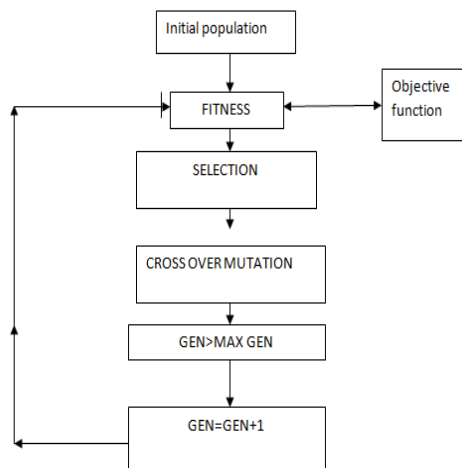 Initial population
Objective
function
FITNESS
SELECTION
CROSS OVER MUTATION
GEN>MAX GEN
GEN=GEN+1